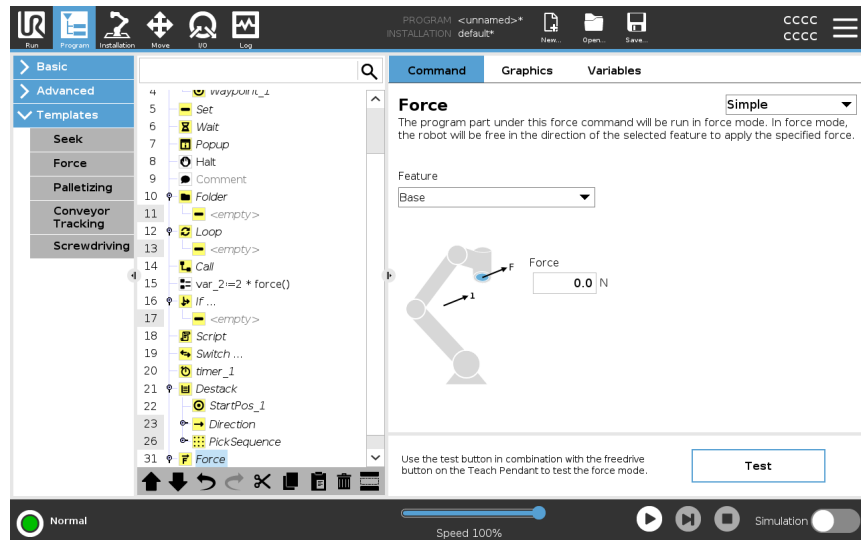 UR
PROGRAM <unnamed>*
INSTALLATION default*
CCCC
CCCC
Run
Program
Installation
Move
I/O
Log
New...
Open...
Save...
Basic
Advanced
Templates
Seek
Force
Palletizing
Conveyor
Tracking
Screwdriving
4 Waypoint_1
5 Set
6 Wait
7 Popup
8 Halt
9 Comment
10 Folder
11 <empty>
12 Loop
13 <empty>
14 Call
15 var_2:=2 * force()
16 If ...
17 <empty>
18 Script
19 Switch ...
20 timer_1
21 Destack
22 StartPos_1
23 Direction
26 PickSequence
31 Force
Command
Graphics
Variables
Force
Simple
The program part under this force command will be run in force mode. In force mode,
the robot will be free in the direction of the selected feature to apply the specified force.
Feature
Base
F
1
Force
0.0 N
Use the test button in combination with the freedrive
button on the Teach Pendant to test the force mode.
Test
Normal
Speed 100%
Simulation